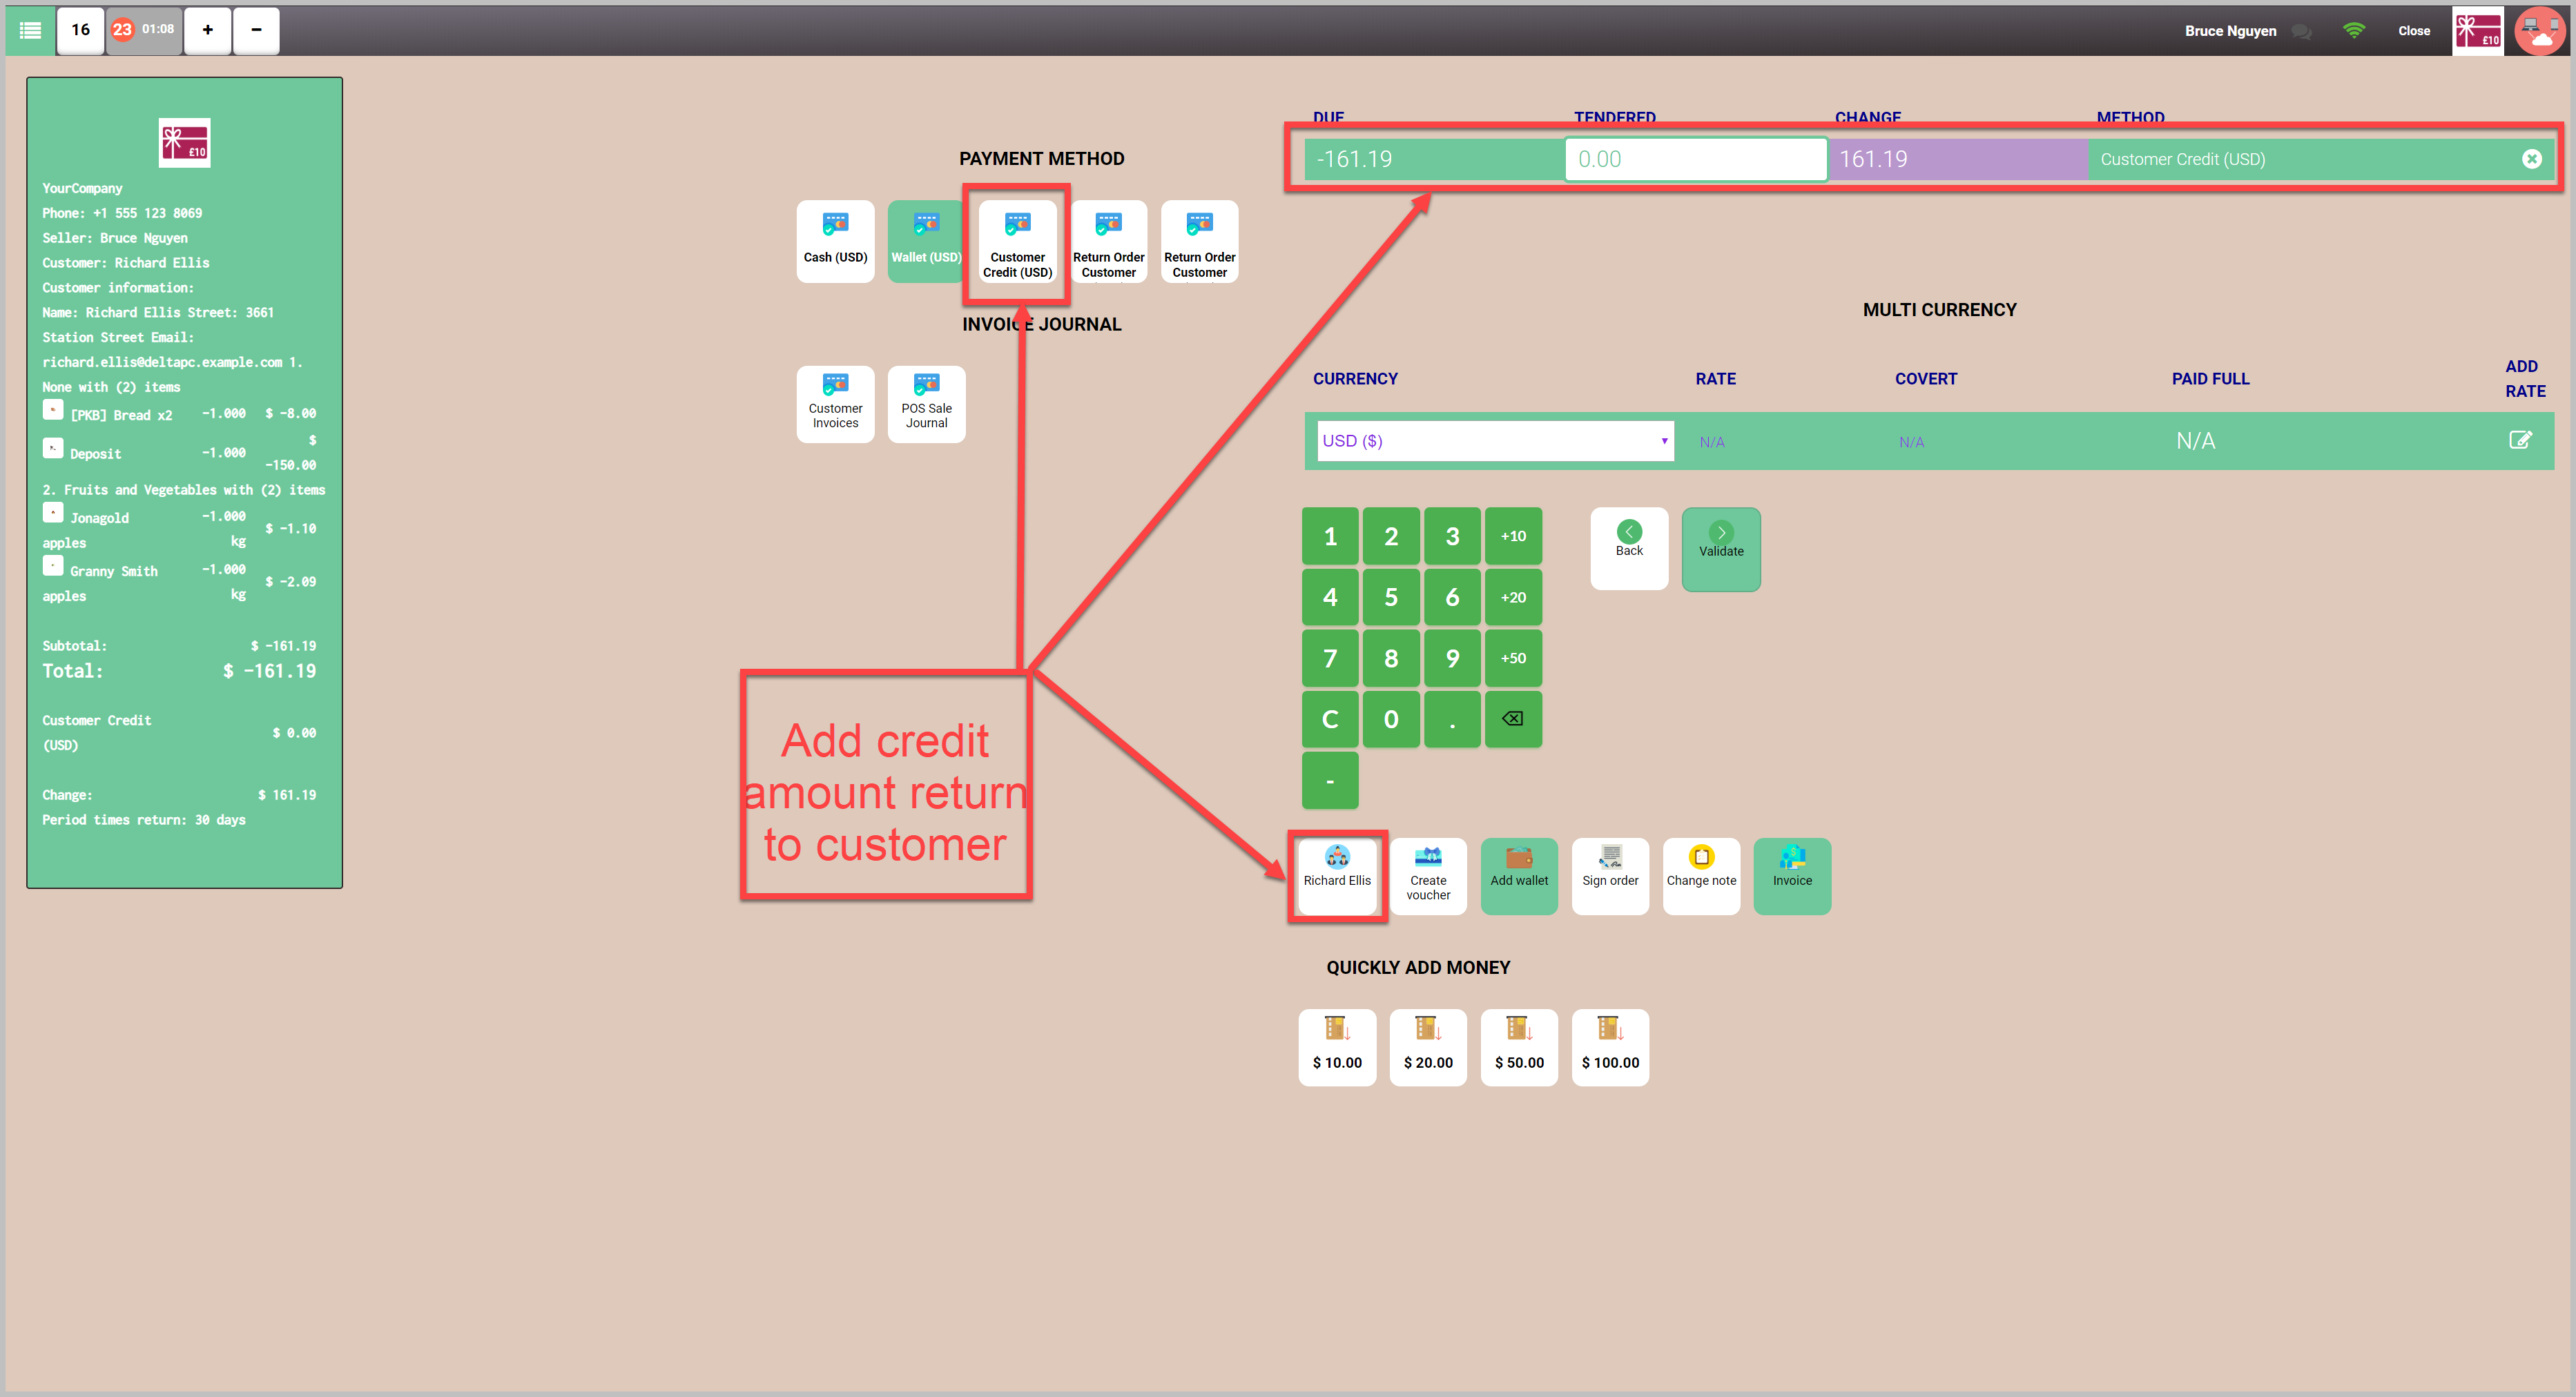 16
23 01:08
+
-
Bruce Nguyen
Close
£10
£10
YourCompany
Phone: +1 555 123 8069
Seller: Bruce Nguyen
Customer: Richard Ellis
Customer information:
Name: Richard Ellis Street: 3661
Station Street Email:
richard.ellis@deltapc.example.com 1.
None with (2) items
[PKB] Bread x2 -1.000 $ -8.00
$
Deposit -1.000
-150.00
2. Fruits and Vegetables with (2) items
Jonagold -1.000
$ -1.10
apples kg
Granny Smith -1.000
$ -2.09
apples kg
Subtotal: $ -161.19
Total: $ -161.19
Customer Credit
$ 0.00
(USD)
Change: $ 161.19
Period times return: 30 days
PAYMENT METHOD
Cash (USD)
Wallet (USD)
Customer
Credit (USD)
Return Order
Customer
Return Order
Customer
INVOICE JOURNAL
Customer
Invoices
POS Sale
Journal
Add credit
amount return
to customer
DUE TENDERED CHANGE METHOD
-161.19 0.00 161.19 Customer Credit (USD)
MULTI CURRENCY
CURRENCY RATE COVERT PAID FULL ADD
RATE
USD ($) N/A N/A N/A
1 2 3 +10
4 5 6 +20
7 8 9 +50
C 0 .
-
Back
Validate
Richard Ellis
Create
voucher
Add wallet
Sign order
Change note
Invoice
QUICKLY ADD MONEY
$ 10.00 $ 20.00 $ 50.00 $ 100.00